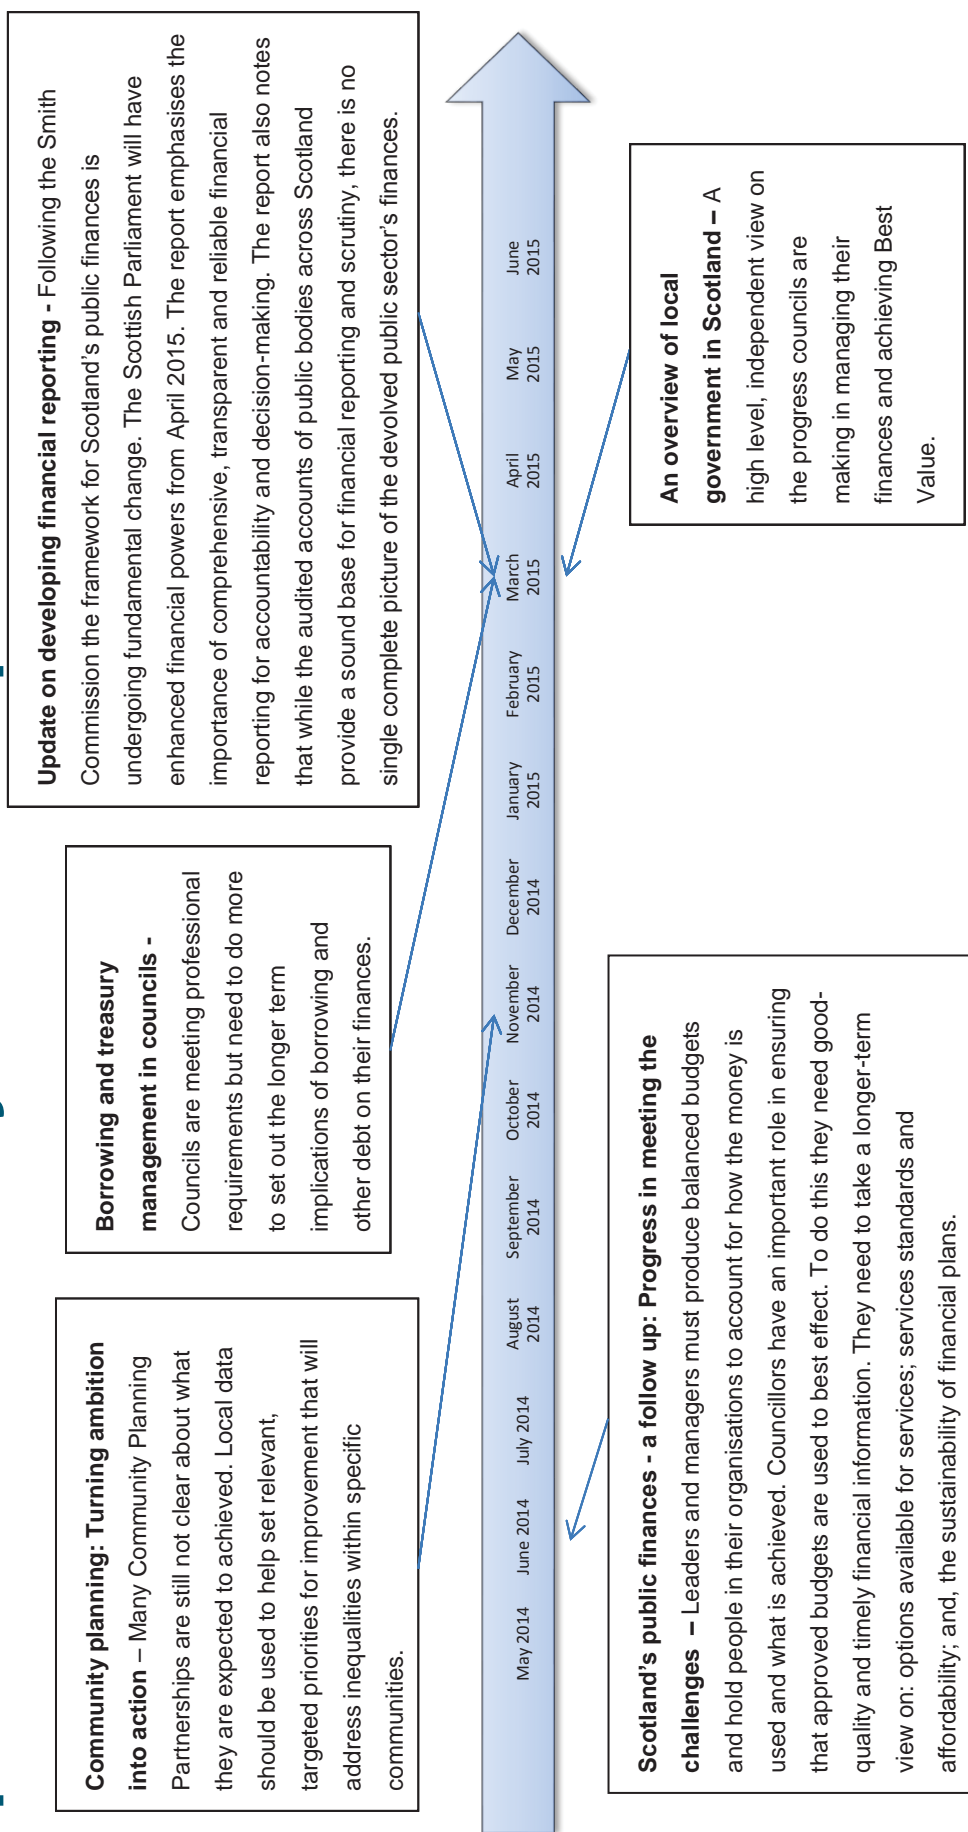 Community planning: Turning ambition
into action – Many Community Planning
Partnerships are still not clear about what
they are expected to achieved. Local data
should be used to help set relevant,
targeted priorities for improvement that will
address inequalities within specific
communities.
Borrowing and treasury
management in councils -
Councils are meeting professional
requirements but need to do more
to set out the longer term
implications of borrowing and
other debt on their finances.
Update on developing financial reporting - Following the Smith
Commission the framework for Scotland’s public finances is
undergoing fundamental change. The Scottish Parliament will have
enhanced financial powers from April 2015. The report emphasises the
importance of comprehensive, transparent and reliable financial
reporting for accountability and decision-making. The report also notes
that while the audited accounts of public bodies across Scotland
provide a sound base for financial reporting and scrutiny, there is no
single complete picture of the devolved public sector’s finances.
May 2014
June 2014
July 2014
August
2014
September
2014
October
2014
November
2014
December
2014
January
2015
February
2015
March
2015
April
2015
May
2015
June
2015
Scotland’s public finances - a follow up: Progress in meeting the
challenges – Leaders and managers must produce balanced budgets
and hold people in their organisations to account for how the money is
used and what is achieved. Councillors have an important role in ensuring
that approved budgets are used to best effect. To do this they need good-
quality and timely financial information. They need to take a longer-term
view on: options available for services; services standards and
affordability; and, the sustainability of financial plans.
An overview of local
government in Scotland – A
high level, independent view on
the progress councils are
making in managing their
finances and achieving Best
Value.